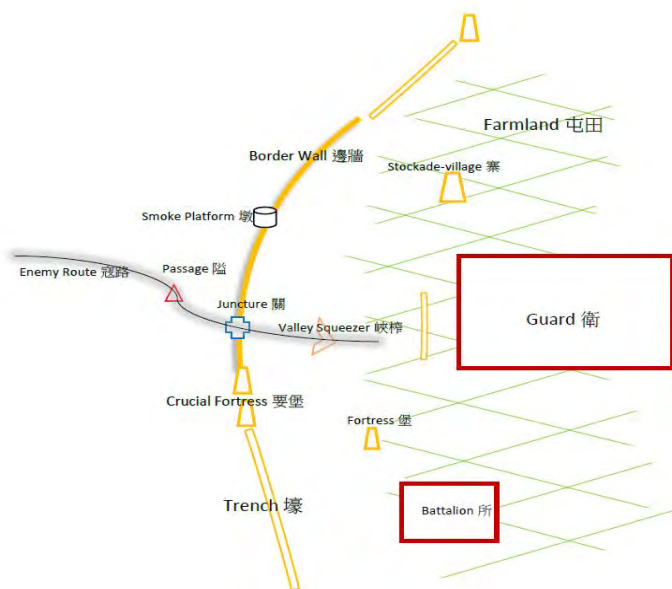 Farmland 屯田
Border Wall 邊牆
Stockade-village 寨
Smoke Platform 墩
Enemy Route 寇路
Passage 隘
Juncture 關
Valley Squeezer 峽榨
Guard 衛
Crucial Fortress 要堡
Fortress 堡
Trench 壕
Battalion 所